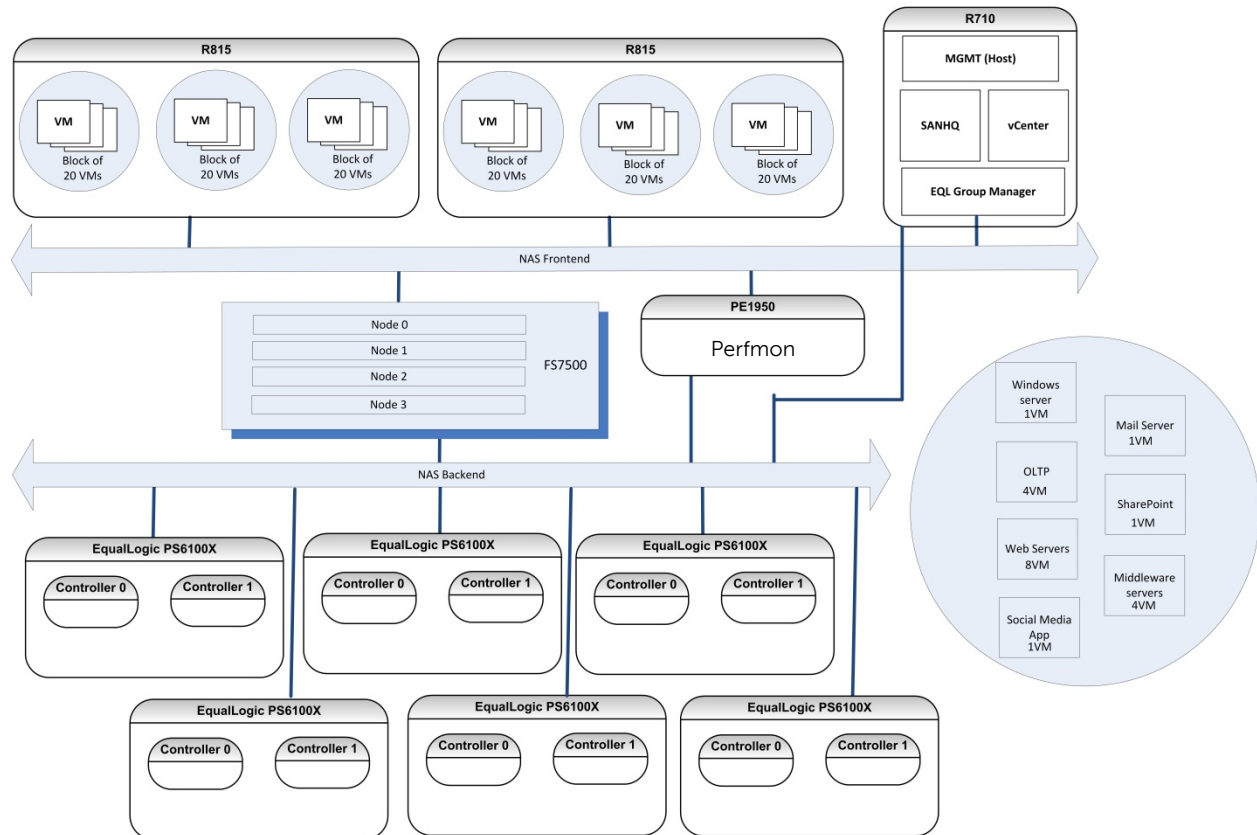 R815
VM
Block of
20 VMs
VM
Block of
20 VMs
VM
Block of
20 VMs
R815
VM
Block of
20 VMs
VM
Block of
20 VMs
VM
Block of
20 VMs
R710
MGMT (Host)
SANHQ
vCenter
EQL Group Manager
NAS Frontend
Node 0
Node 1
Node 2
Node 3
FS7500
PE1950
Perfmon
Windows
server
1VM
Mail Server
1VM
OLTP
4VM
SharePoint
1VM
Web Servers
8VM
Middleware
servers
4VM
Social Media
App
1VM
NAS Backend
EqualLogic PS6100X
Controller 0
Controller 1
EqualLogic PS6100X
Controller 0
Controller 1
EqualLogic PS6100X
Controller 0
Controller 1
EqualLogic PS6100X
Controller 0
Controller 1
EqualLogic PS6100X
Controller 0
Controller 1
EqualLogic PS6100X
Controller 0
Controller 1